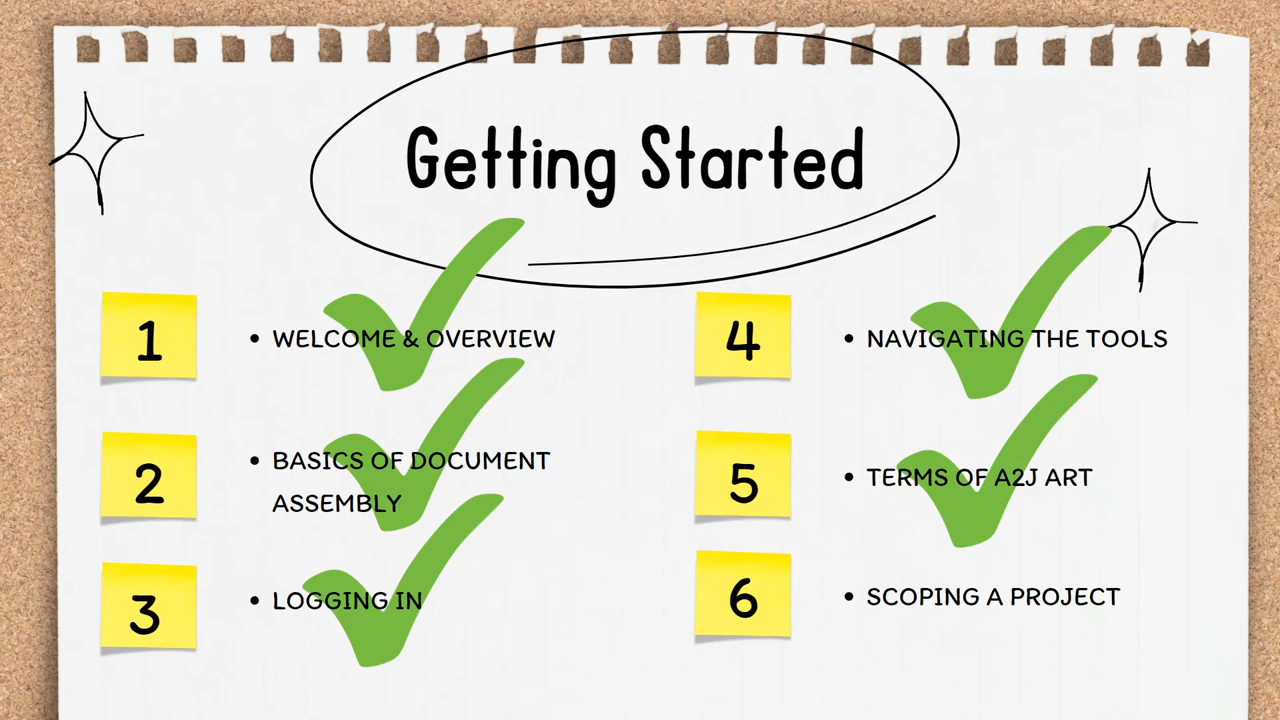 Getting Started
1
WELCOME & OVERVIEW
2
BASICS OF DOCUMENT
ASSEMBLY
3
LOGGING IN
4
NAVIGATING THE TOOLS
5
TERMS OF A2J ART
6
SCOPING A PROJECT